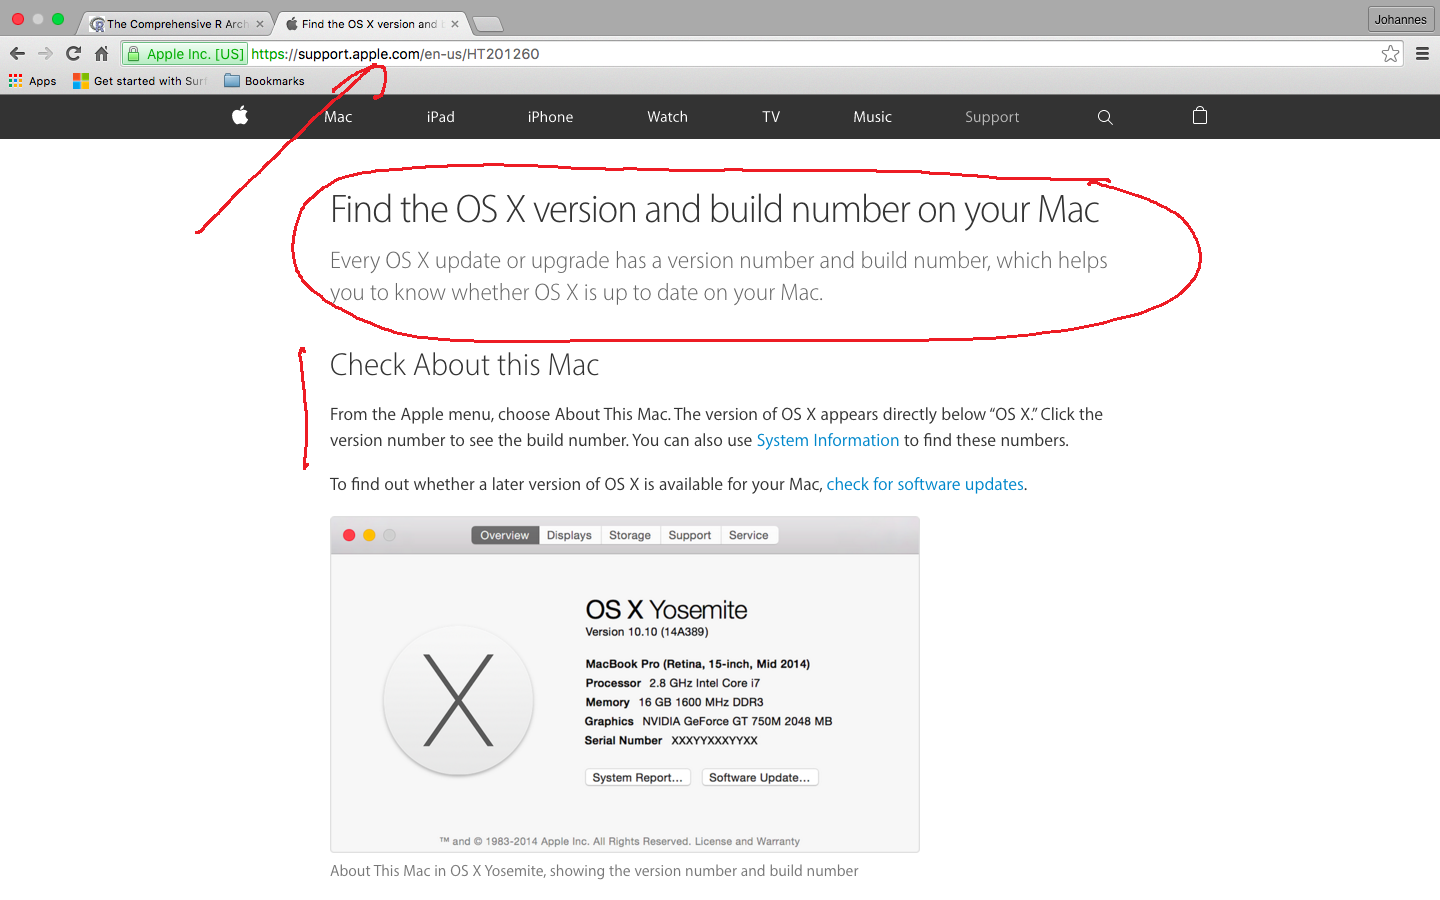 The Comprehensive R Arch
Find the OS X version and b
Johannes
Apple Inc. [US] https://support.apple.com/en-us/HT201260
Apps Get started with Surf Bookmarks
Mac iPad iPhone Watch TV Music Support
Find the OS X version and build number on your Mac
Every OS X update or upgrade has a version number and build number, which helps
you to know whether OS X is up to date on your Mac.
Check About this Mac
From the Apple menu, choose About This Mac. The version of OS X appears directly below “OS X.” Click the
version number to see the build number. You can also use System Information to find these numbers.
To find out whether a later version of OS X is available for your Mac, check for software updates.
Overview Displays Storage Support Service
OS X Yosemite
Version 10.10 (14A389)
MacBook Pro (Retina, 15-inch, Mid 2014)
Processor 2.8 GHz Intel Core i7
Memory 16 GB 1600 MHz DDR3
Graphics NVIDIA GeForce GT 750M 2048 MB
Serial Number XXXYYXXXYYXX
System Report... Software Update...
™ and © 1983-2014 Apple Inc. All Rights Reserved. License and Warranty
About This Mac in OS X Yosemite, showing the version number and build number